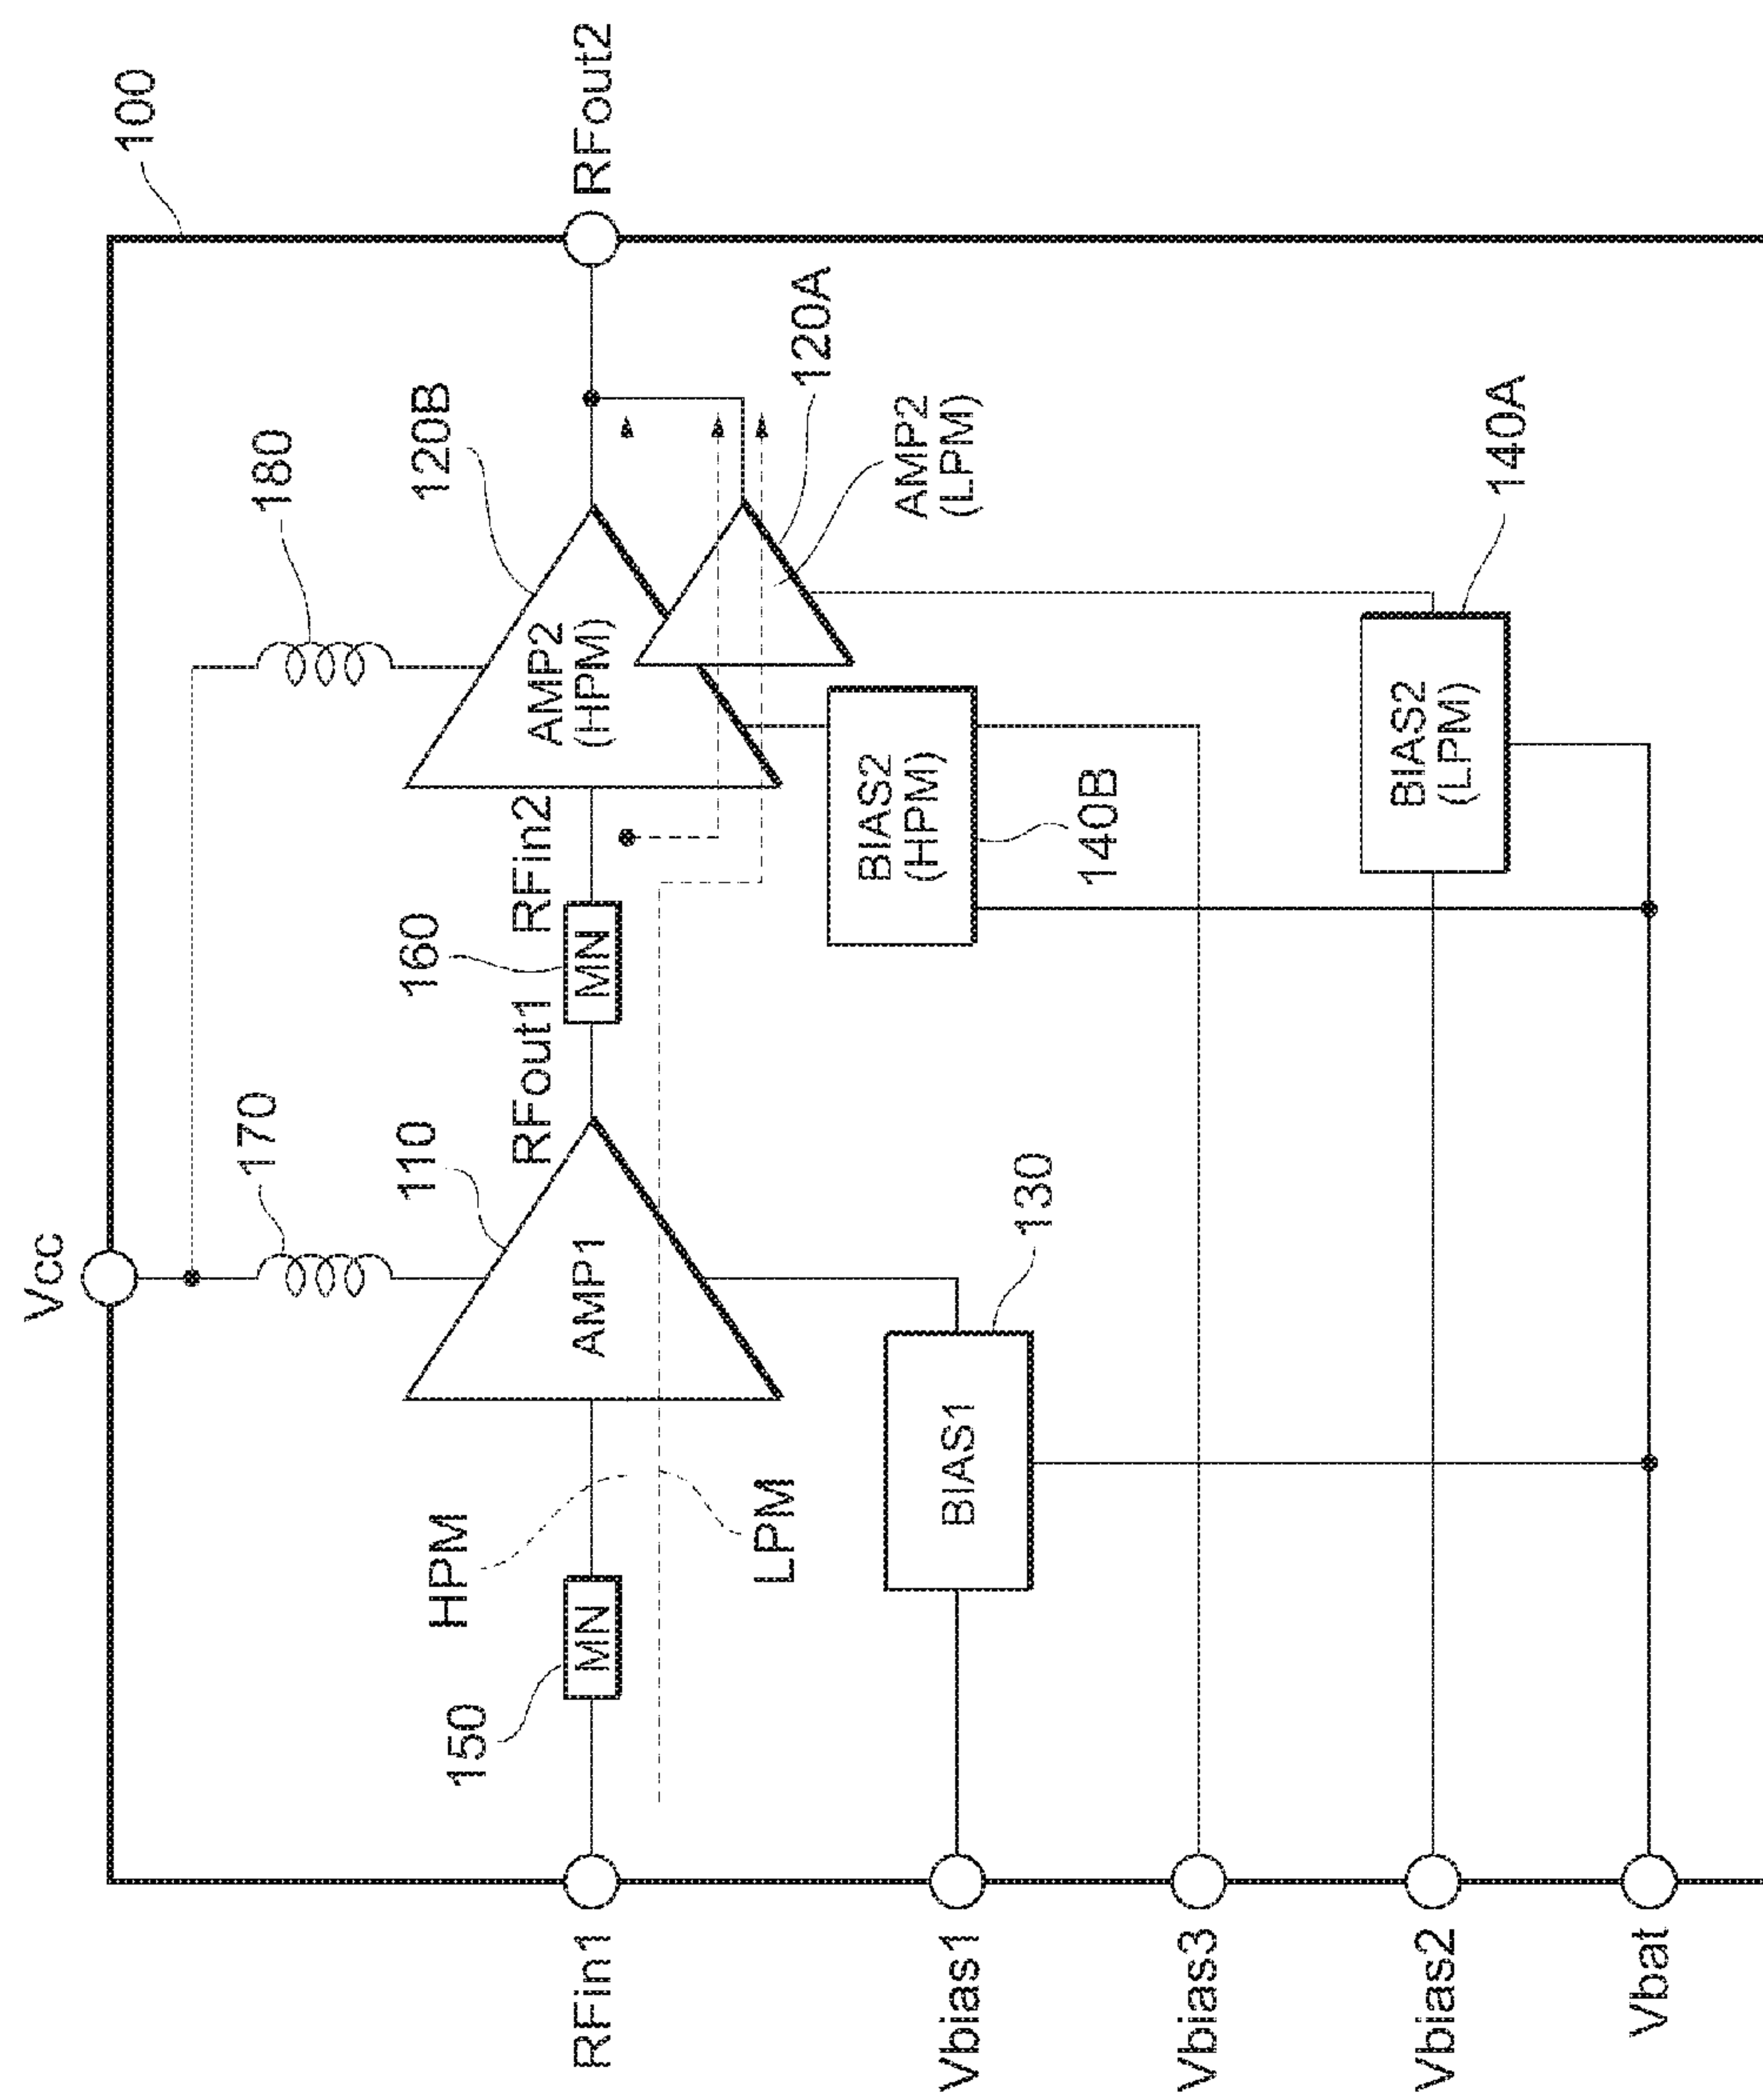 Vcc
100
170
180
110
120B
HPM
150
MN
AMP1
RFout1
160
MN
RFin2
AMP2
(HPM)
RFin1
RFout2
LPM
120A
AMP2
(LPM)
BIAS1
130
BIAS2
(HPM)
140B
BIAS2
(LPM)
140A
Vbias1
Vbias3
Vbias2
Vbat